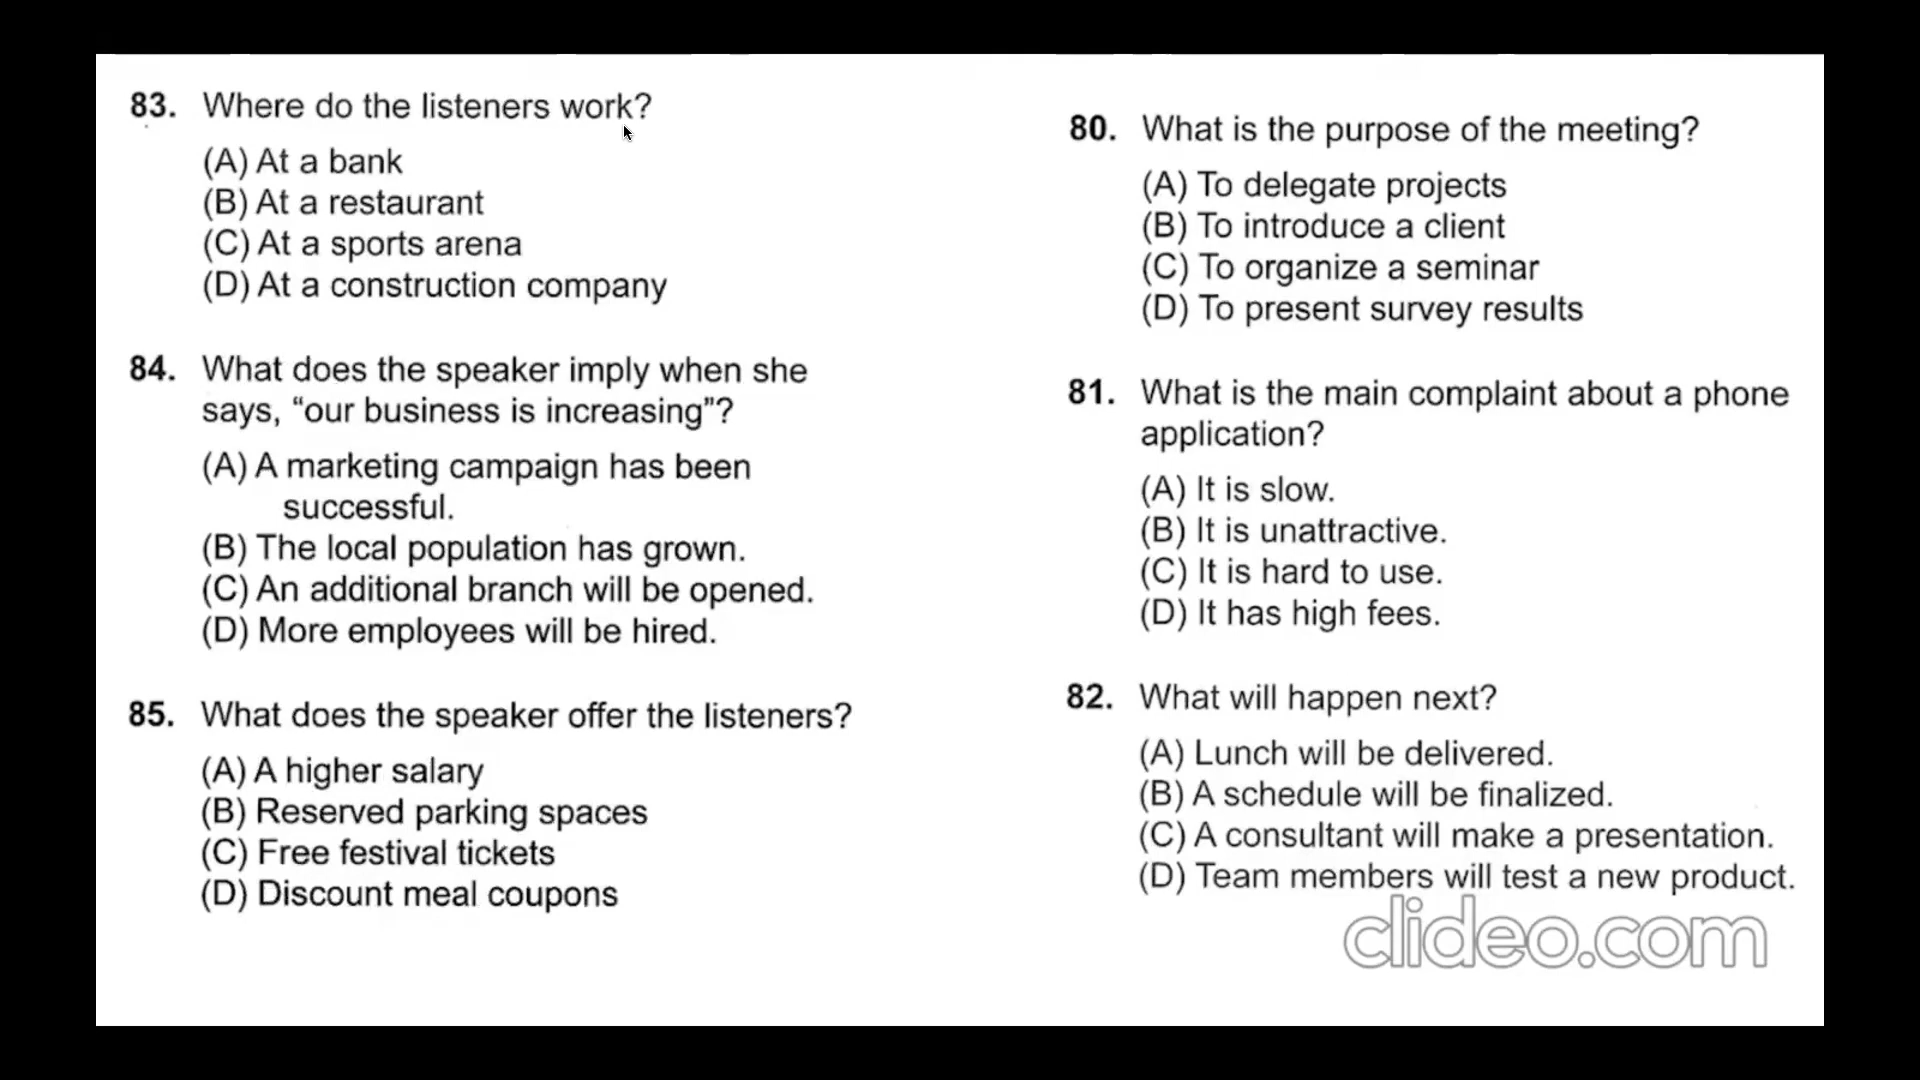 83. Where do the listeners work?
(A) At a bank
(B) At a restaurant
(C) At a sports arena
(D) At a construction company
84. What does the speaker imply when she
says, “our business is increasing”?
(A) A marketing campaign has been
successful.
(B) The local population has grown.
(C) An additional branch will be opened.
(D) More employees will be hired.
85. What does the speaker offer the listeners?
(A) A higher salary
(B) Reserved parking spaces
(C) Free festival tickets
(D) Discount meal coupons
80. What is the purpose of the meeting?
(A) To delegate projects
(B) To introduce a client
(C) To organize a seminar
(D) To present survey results
81. What is the main complaint about a phone
application?
(A) It is slow.
(B) It is unattractive.
(C) It is hard to use.
(D) It has high fees.
82. What will happen next?
(A) Lunch will be delivered.
(B) A schedule will be finalized.
(C) A consultant will make a presentation.
(D) Team members will test a new product.
clideo.com